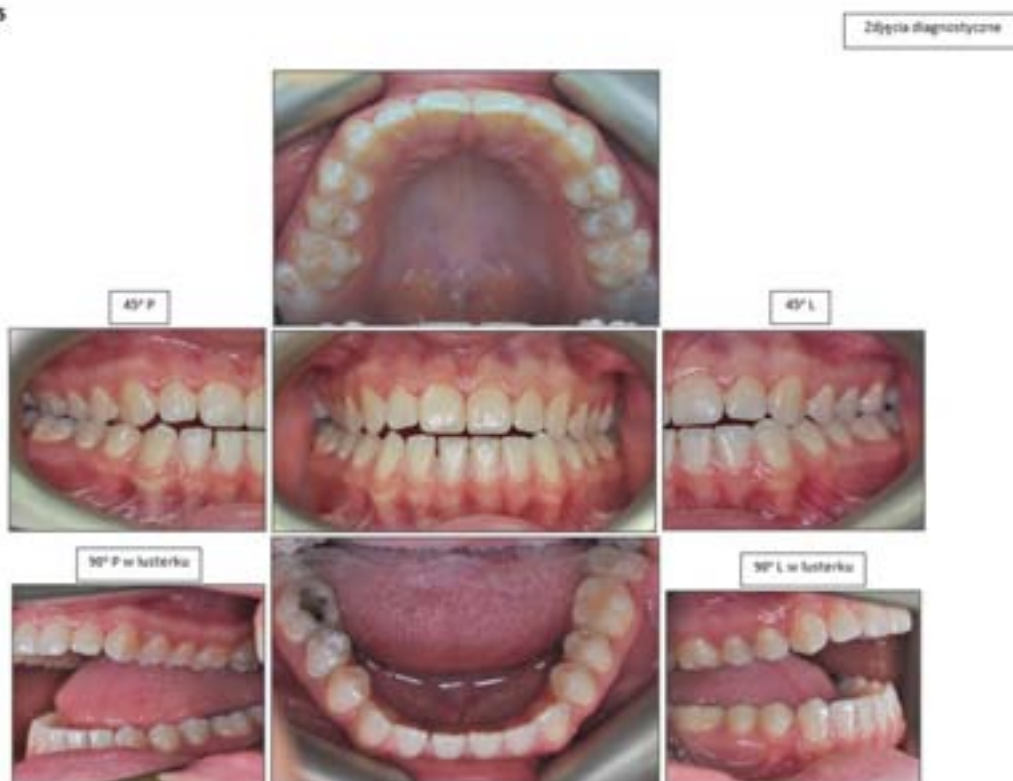 Zdjęcia diagnostyczne
45° P
45° L
90° P w lusterku
90° L w lusterku